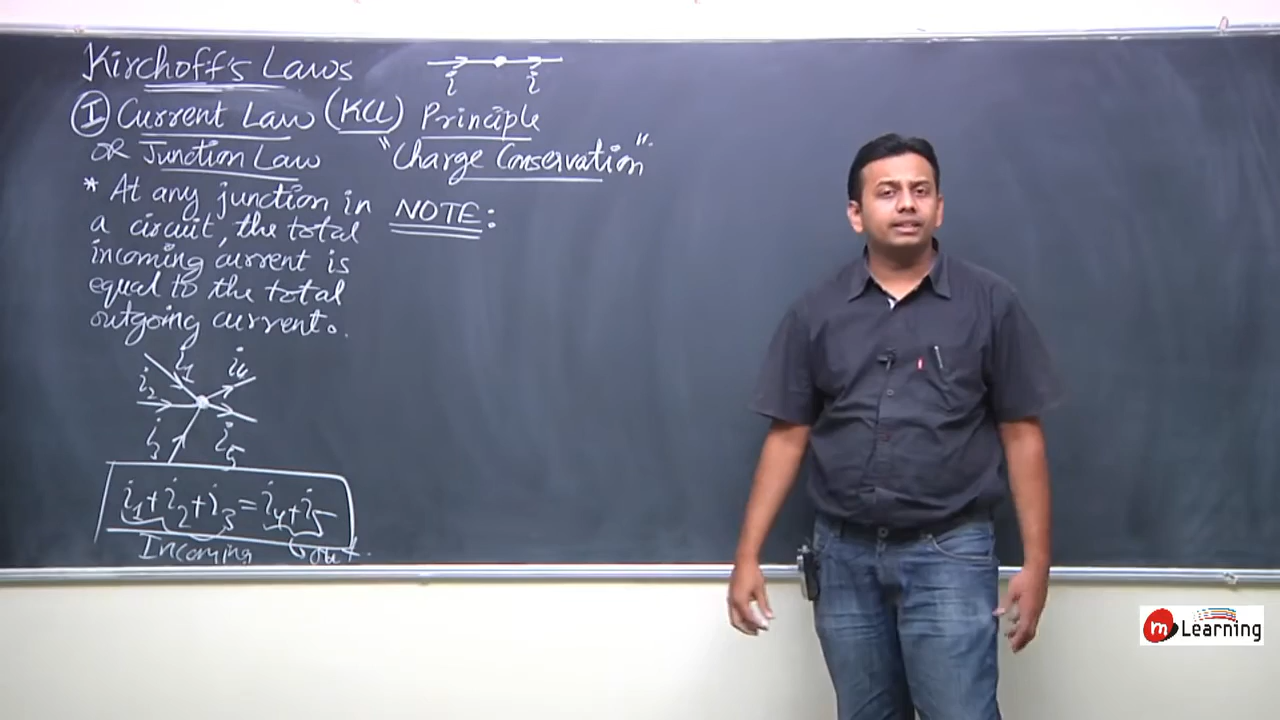 Kirchoff's Laws
i i
I Current Law (KCL) Principle
OR Junction Law "Charge Conservation".
* At any junction in
a circuit, the total
incoming current is
equal to the total
outgoing current.
NOTE:
i1 i4
i2
i3 i5
i1+i2+i3=i4+i5
Incoming Out.
m Learning